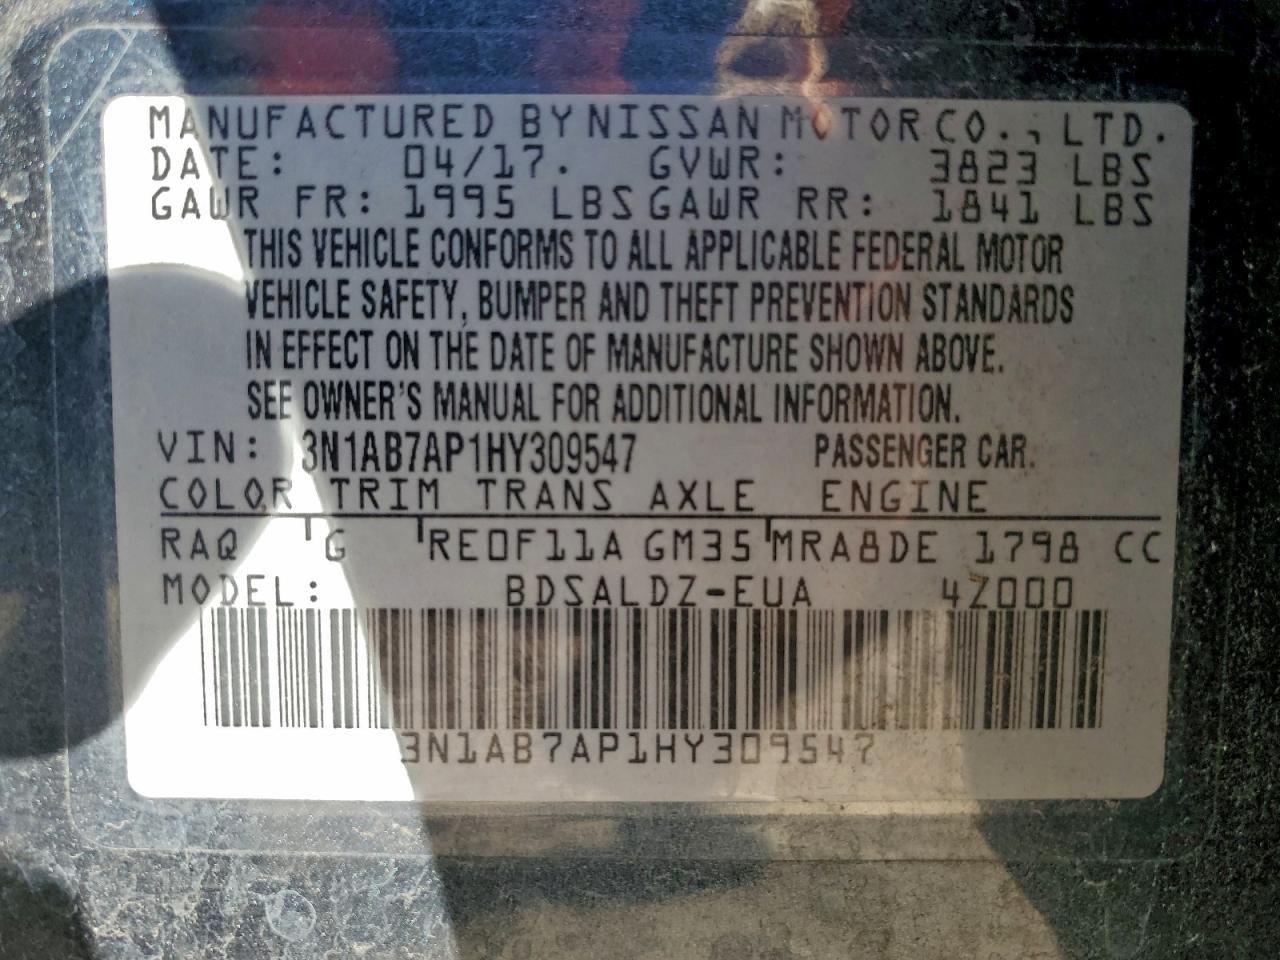 MANUFACTURED BY NISSAN MOTOR CO., LTD.
DATE: 04/17. GVWR: 3823 LBS
GAWR FR: 1995 LBS GAWR RR: 1841 LBS
THIS VEHICLE CONFORMS TO ALL APPLICABLE FEDERAL MOTOR
VEHICLE SAFETY, BUMPER AND THEFT PREVENTION STANDARDS
IN EFFECT ON THE DATE OF MANUFACTURE SHOWN ABOVE.
SEE OWNER'S MANUAL FOR ADDITIONAL INFORMATION.
VIN: 3N1AB7AP1HY309547 PASSENGER CAR.
COLOR TRIM TRANS AXLE ENGINE
RAQ G RE0F11A GM35 MRA8DE 1798 CC
MODEL: BDSALDZ-EUA 4Z000
3N1AB7AP1HY309547